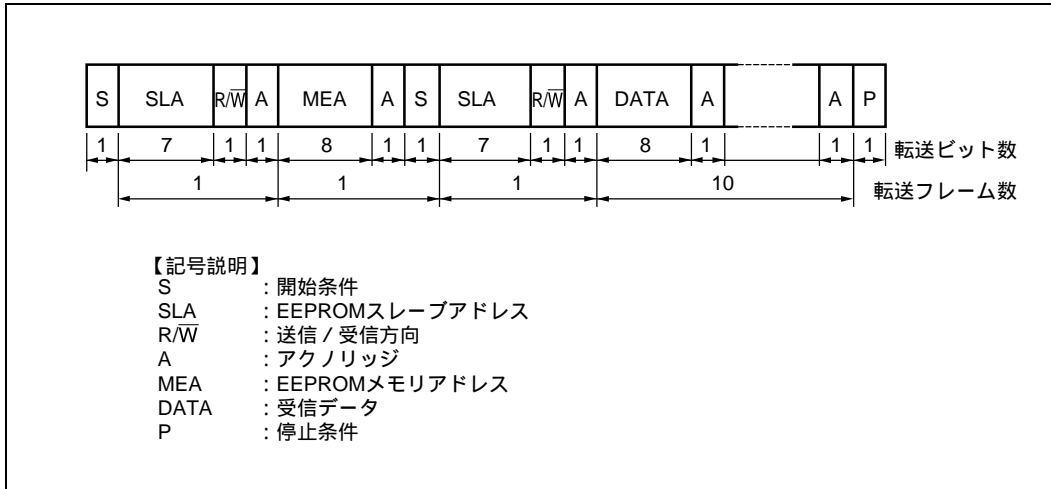 S SLA R/W̅ A MEA A S SLA R/W̅ A DATA A A P
1 7 1 1 8 1 1 7 1 1 8 1 1 1 転送ビット数
1 1 1 10 転送フレーム数
【記号説明】
S :開始条件
SLA :EEPROMスレーブアドレス
R/W̅ :送信/受信方向
A :アクノリッジ
MEA :EEPROMメモリアドレス
DATA :受信データ
P :停止条件